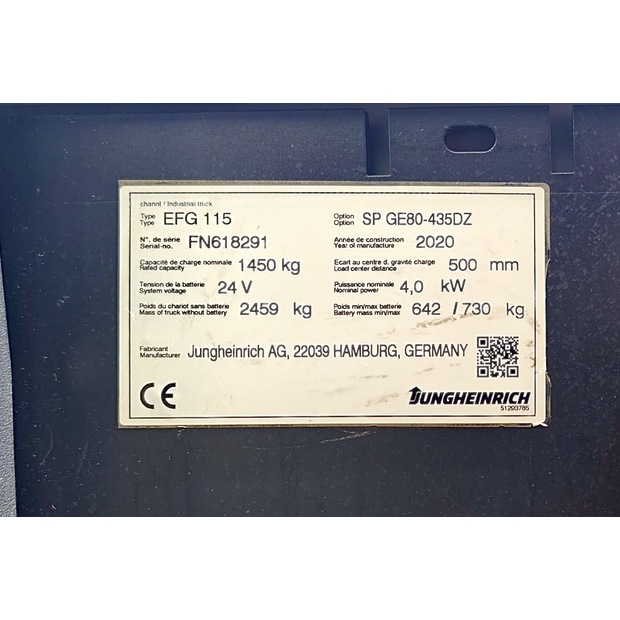 chariot / Industrial truck
Type
Type EFG 115
Option
Option SP GE80-435DZ
N°. de série
Serial-no. FN618291
Année de construction
Year of manufacture 2020
Capacité de charge nominale
Rated capacity 1450 kg
Ecart au centre d. gravité charge
Load center distance 500 mm
Tension de la batterie
System voltage 24 V
Puissance nominale
Nominal power 4,0 kW
Poids du chariot sans batterie
Mass of truck without battery 2459 kg
Poids min/max batterie
Battery mass min/max 642 / 730 kg
Fabricant
Manufacturer Jungheinrich AG, 22039 HAMBURG, GERMANY
CE
JUNGHEINRICH
51293785